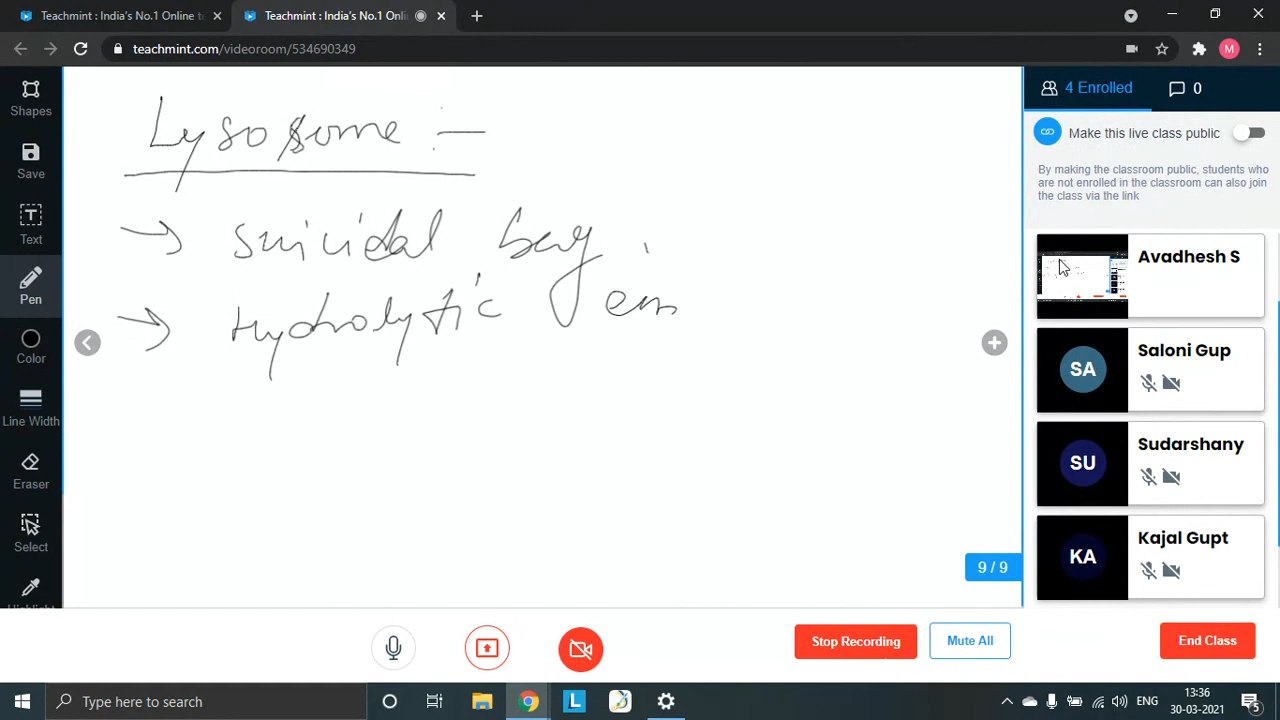 Teachmint : India's No.1 Online ta
Teachmint : India's No.1 Onli
teachmint.com/videoroom/534690349
M
Shapes
Save
Text
Pen
Color
Line Width
Eraser
Select
Lysosome :-
→ suicidal bag
→ Hydrolytic
9 / 9
4 Enrolled
0
Make this live class public
By making the classroom public, students
who are not enrolled in the classroom can also join
the class via the link
Avadhesh S
SA Saloni Gup
SU Sudarshany
KA Kajal Gupt
Stop Recording
Mute All
End Class
Type here to search
L
ENG
13:36
30-03-2021
5